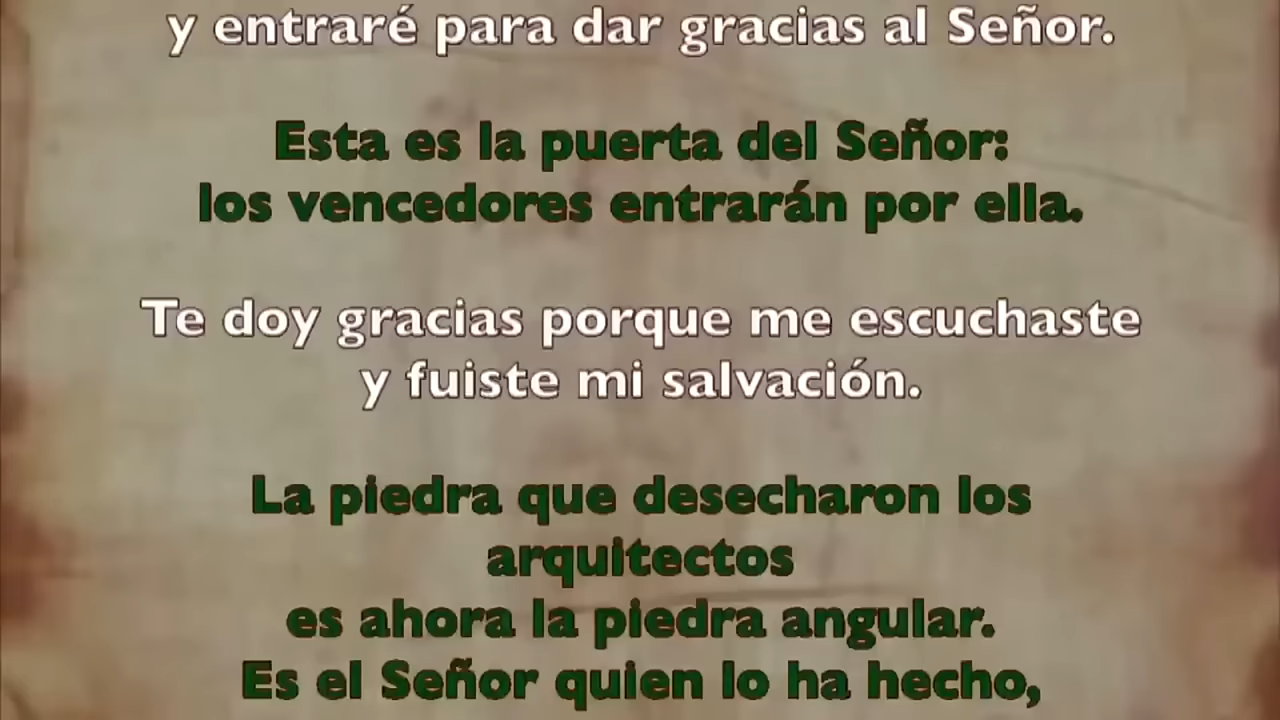 y entraré para dar gracias al Señor.
Esta es la puerta del Señor:
los vencedores entrarán por ella.
Te doy gracias porque me escuchaste
y fuiste mi salvación.
La piedra que desecharon los
arquitectos
es ahora la piedra angular.
Es el Señor quien lo ha hecho,